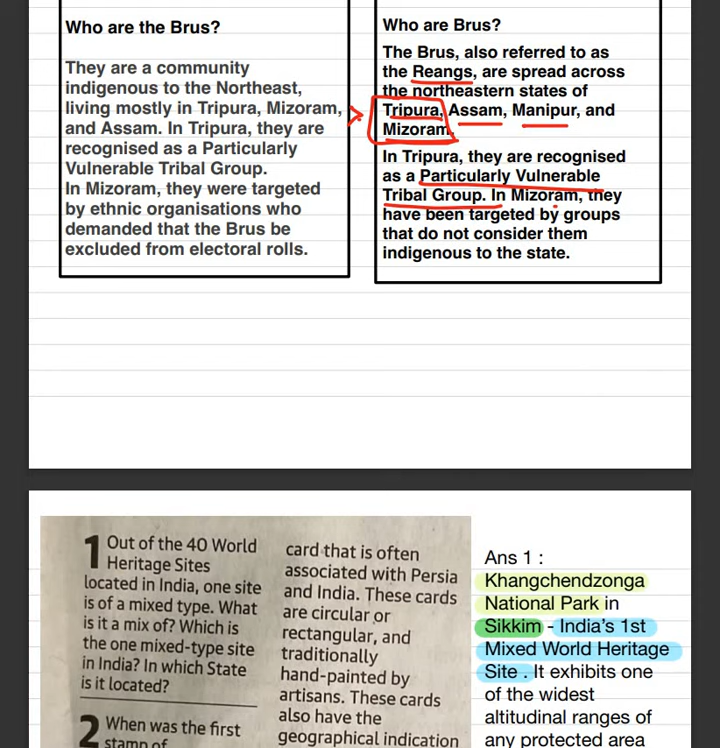 Who are the Brus?
They are a community
indigenous to the Northeast,
living mostly in Tripura, Mizoram,
and Assam. In Tripura, they are
recognised as a Particularly
Vulnerable Tribal Group.
In Mizoram, they were targeted
by ethnic organisations who
demanded that the Brus be
excluded from electoral rolls.
Who are Brus?
The Brus, also referred to as
the Reangs, are spread across
the northeastern states of
Tripura, Assam, Manipur, and
Mizoram.
In Tripura, they are recognised
as a Particularly Vulnerable
Tribal Group. In Mizoram, they
have been targeted by groups
that do not consider them
indigenous to the state.
1 Out of the 40 World
Heritage Sites
located in India, one site
is of a mixed type. What
is it a mix of? Which is
the one mixed-type site
in India? In which State
is it located?
2 When was the first
stamp of
card that is often
associated with Persia
and India. These cards
are circular or
rectangular, and
traditionally
hand-painted by
artisans. These cards
also have the
geographical indication
Ans 1 :
Khangchendzonga
National Park in
Sikkim - India's 1st
Mixed World Heritage
Site . It exhibits one
of the widest
altitudinal ranges of
any protected area